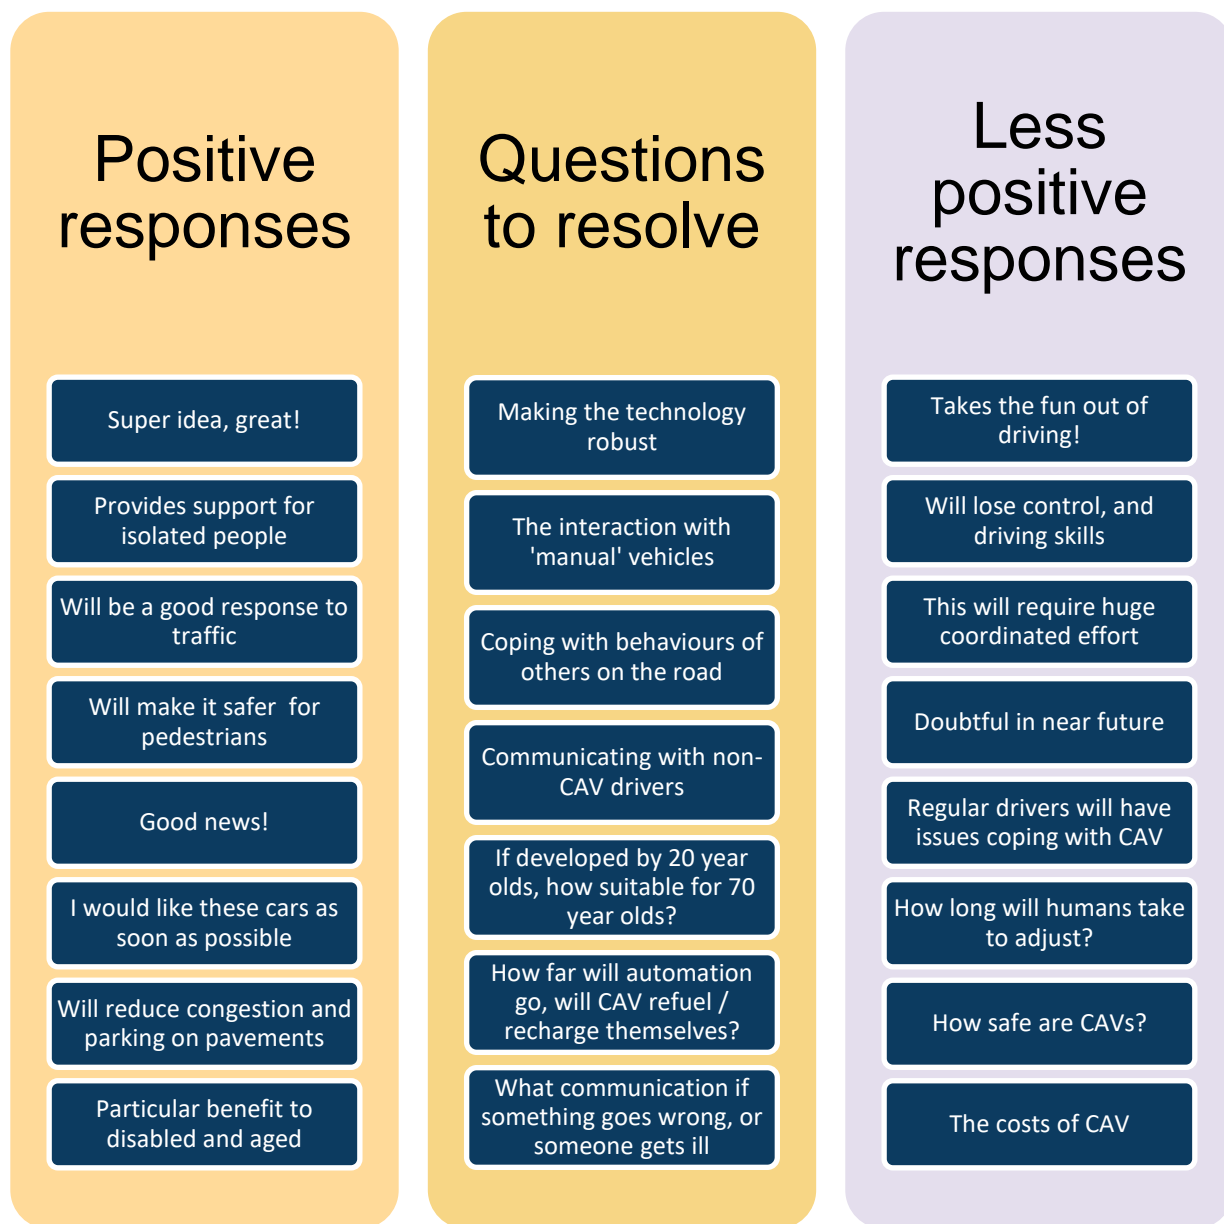 Positive
responses
Super idea, great!
Provides support for
isolated people
Will be a good response to
traffic
Will make it safer  for
pedestrians
Good news!
I would like these cars as
soon as possible
Will reduce congestion and
parking on pavements
Particular benefit to
disabled and aged
Questions
to resolve
Making the technology
robust
The interaction with
'manual' vehicles
Coping with behaviours of
others on the road
Communicating with non-
CAV drivers
If developed by 20 year
olds, how suitable for 70
year olds?
How far will automation
go, will CAV refuel /
recharge themselves?
What communication if
something goes wrong, or
someone gets ill
Less
positive
responses
Takes the fun out of
driving!
Will lose control, and
driving skills
This will require huge
coordinated effort
Doubtful in near future
Regular drivers will have
issues coping with CAV
How long will humans take
to adjust?
How safe are CAVs?
The costs of CAV